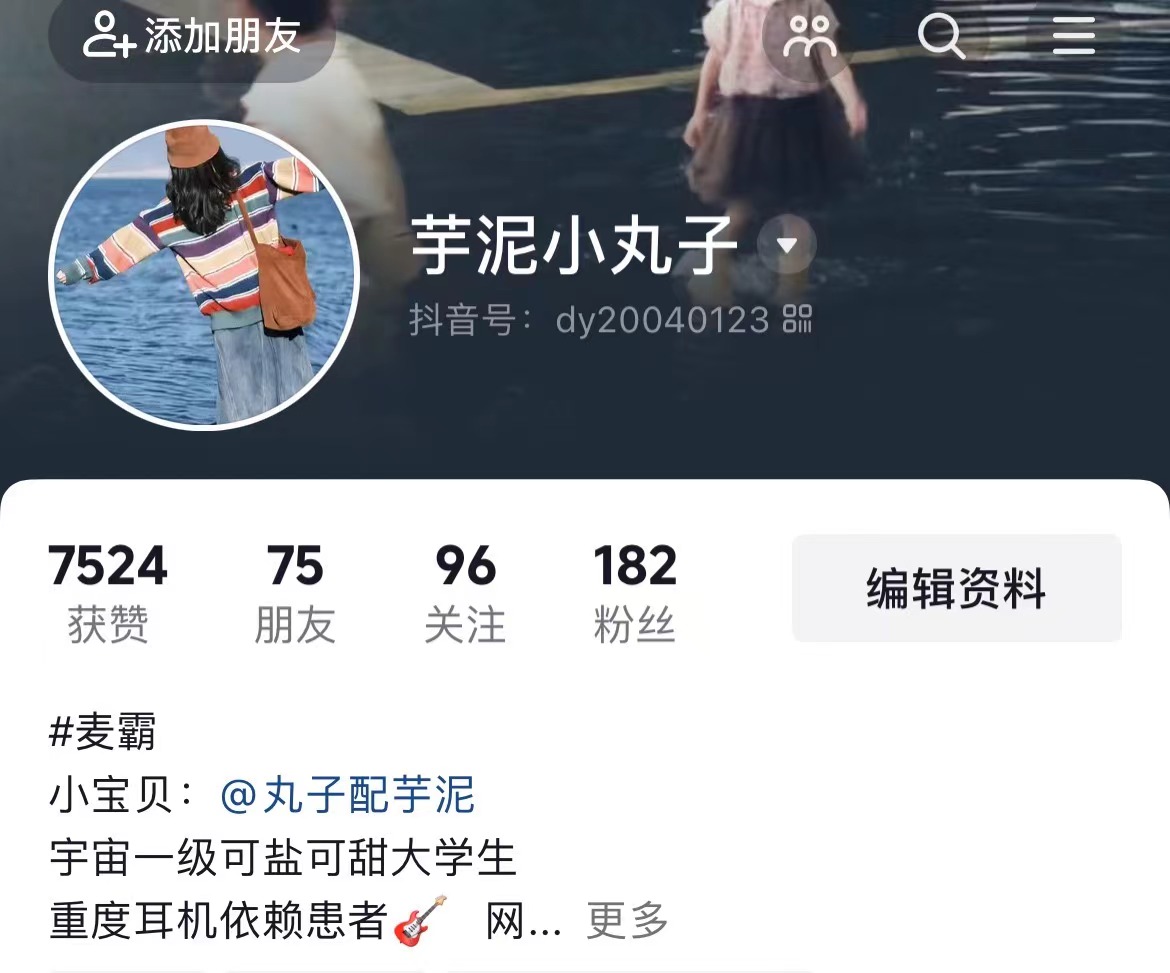 添加朋友
芋泥小丸子
抖音号：dy20040123
7524 75 96 182
获赞 朋友 关注 粉丝
编辑资料
#麦霸
小宝贝：@丸子配芋泥
宇宙一级可盐可甜大学生
重度耳机依赖患者🎸 网... 更多